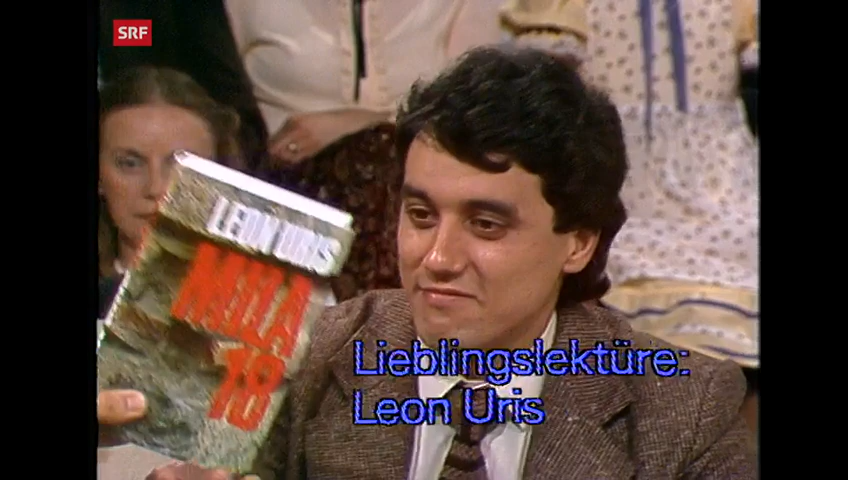 SRF
LEON URIS
MILA
18
Lieblingslektüre:
Leon Uris